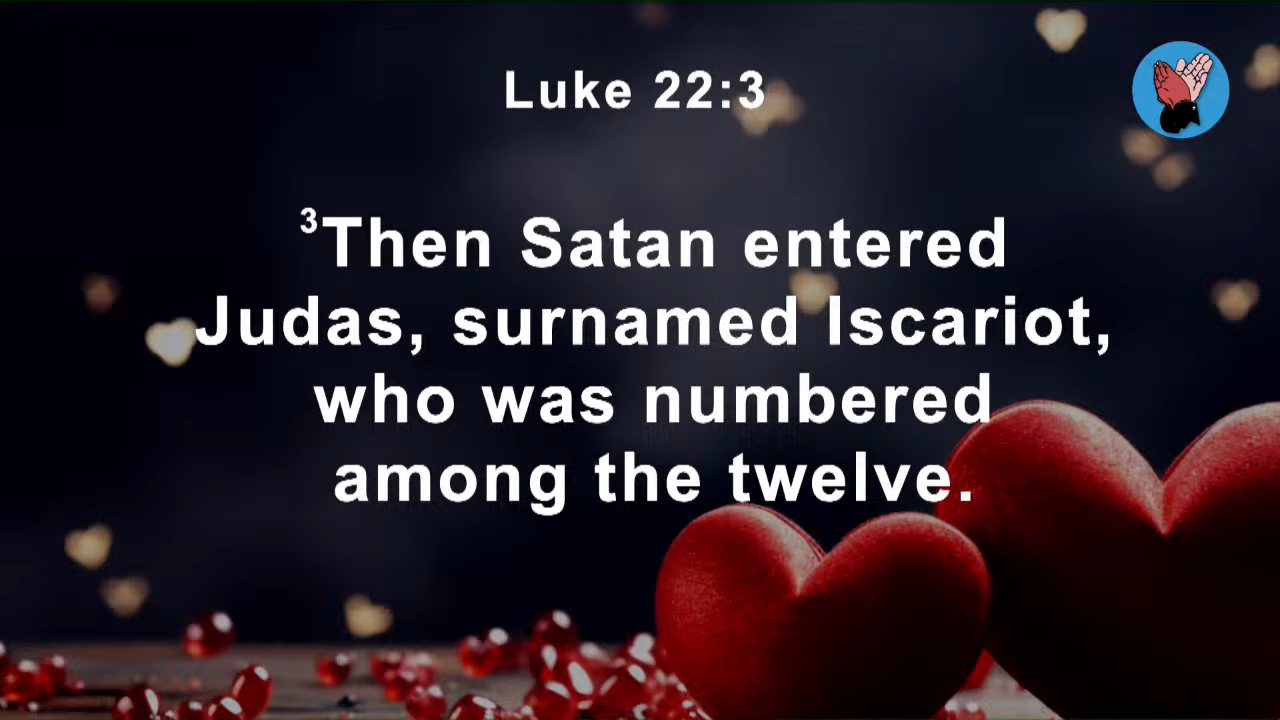 Luke 22:3
³Then Satan entered
Judas, surnamed Iscariot,
who was numbered
among the twelve.